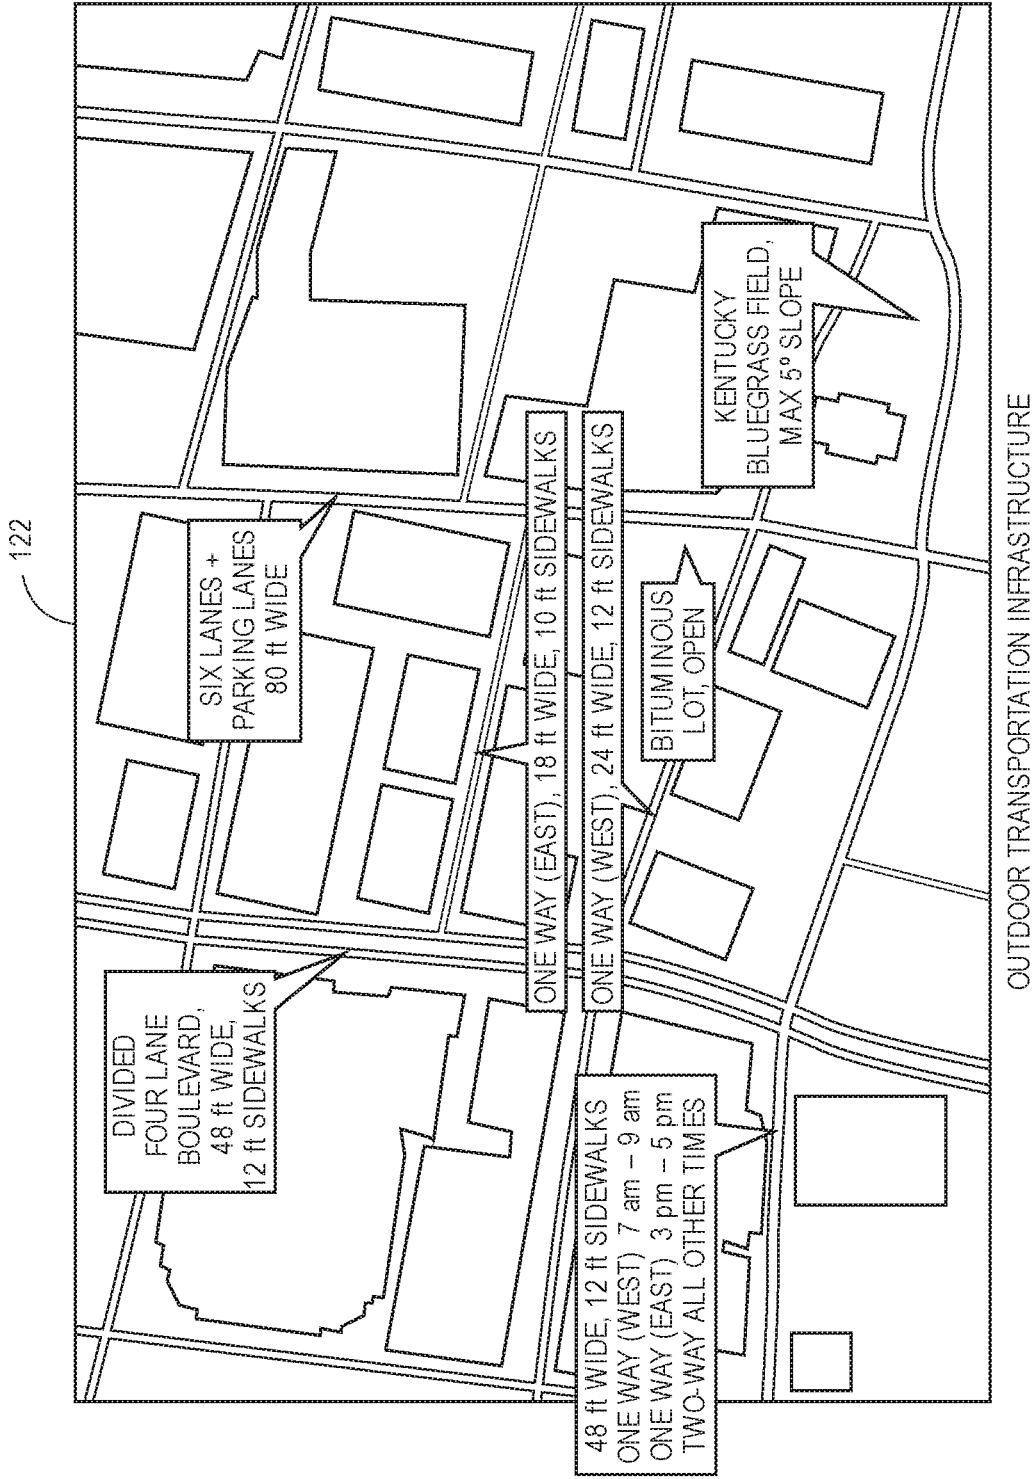 122
DIVIDED
FOUR LANE
BOULEVARD,
48 ft WIDE,
12 ft SIDEWALKS
SIX LANES +
PARKING LANES
80 ft WIDE
ONE WAY (EAST), 18 ft WIDE, 10 ft SIDEWALKS
ONE WAY (WEST), 24 ft WIDE, 12 ft SIDEWALKS
48 ft WIDE, 12 ft SIDEWALKS
ONE WAY (WEST) 7 am – 9 am
ONE WAY (EAST) 3 pm – 5 pm
TWO-WAY ALL OTHER TIMES
BITUMINOUS
LOT, OPEN
KENTUCKY
BLUEGRASS FIELD,
MAX 5º SLOPE
OUTDOOR TRANSPORTATION INFRASTRUCTURE